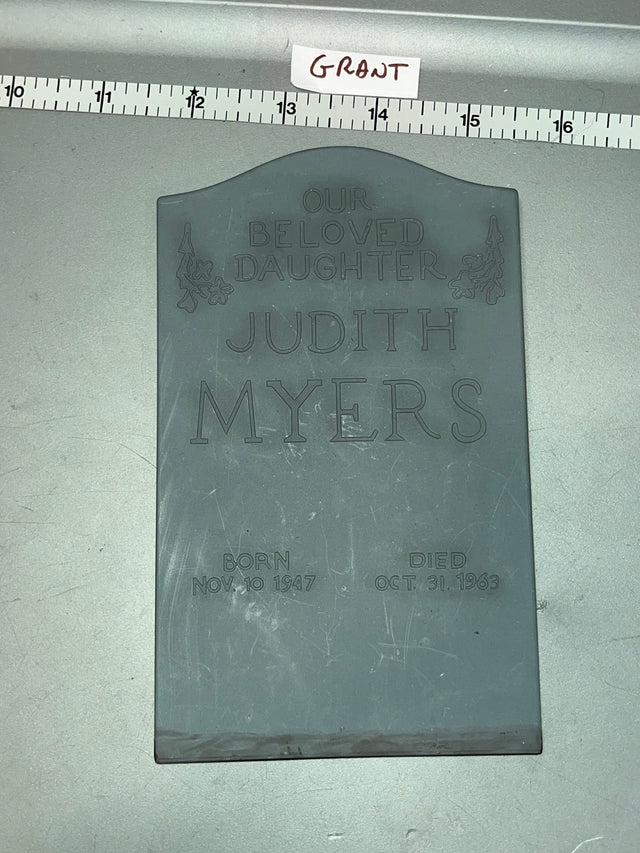 GRANT
10 11 12 13 14 15 16
OUR
BELOVED
DAUGHTER
JUDITH
MYERS
BORN DIED
NOV. 10 1947 OCT. 31. 1963